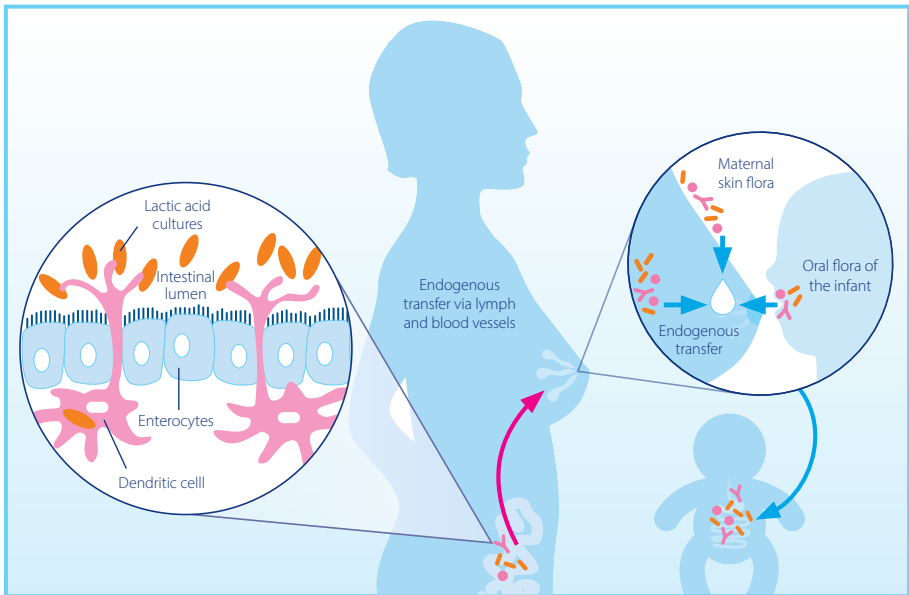 Lactic acid
cultures
Intestinal
lumen
Enterocytes
Dendritic celll
Endogenous
transfer via lymph
and blood vessels
Maternal
skin flora
Oral flora of
the infant
Endogenous
transfer